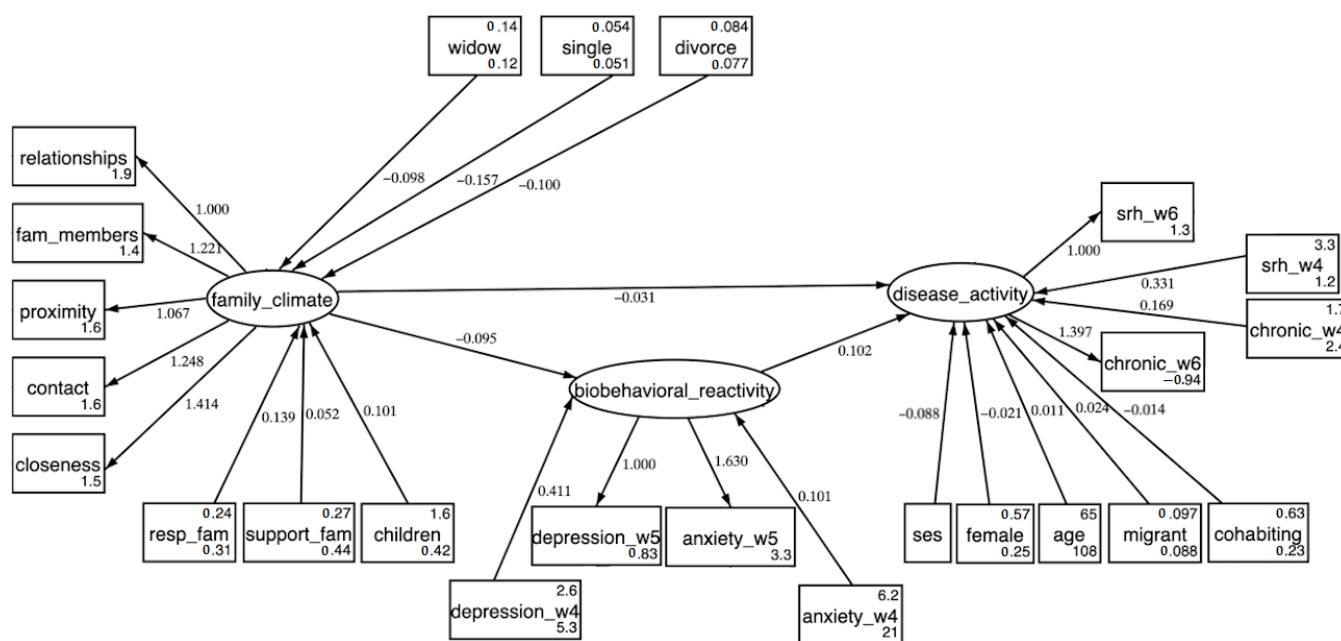 0.14
widow
0.12
0.054
single
0.051
0.084
divorce
0.077
relationships
1.9
fam_members
1.4
proximity
1.6
contact
1.6
closeness
1.5
−0.098
−0.157
−0.100
1.000
1.221
1.067
1.248
1.414
family_climate
−0.031
−0.095
0.139
0.052
0.101
0.24
resp_fam
0.31
0.27
support_fam
0.44
1.6
children
0.42
biobehavioral_reactivity
0.102
0.411
1.000
1.630
0.101
depression_w5
0.83
anxiety_w5
3.3
2.6
depression_w4
5.3
6.2
anxiety_w4
21
disease_activity
1.000
srh_w6
1.3
0.331
0.169
3.3
srh_w4
1.2
1.7
chronic_w4
2.4
1.397
chronic_w6
−0.94
−0.088
−0.021
0.011
0.024
−0.014
ses
0.57
female
0.25
65
age
108
0.097
migrant
0.088
0.63
cohabiting
0.23